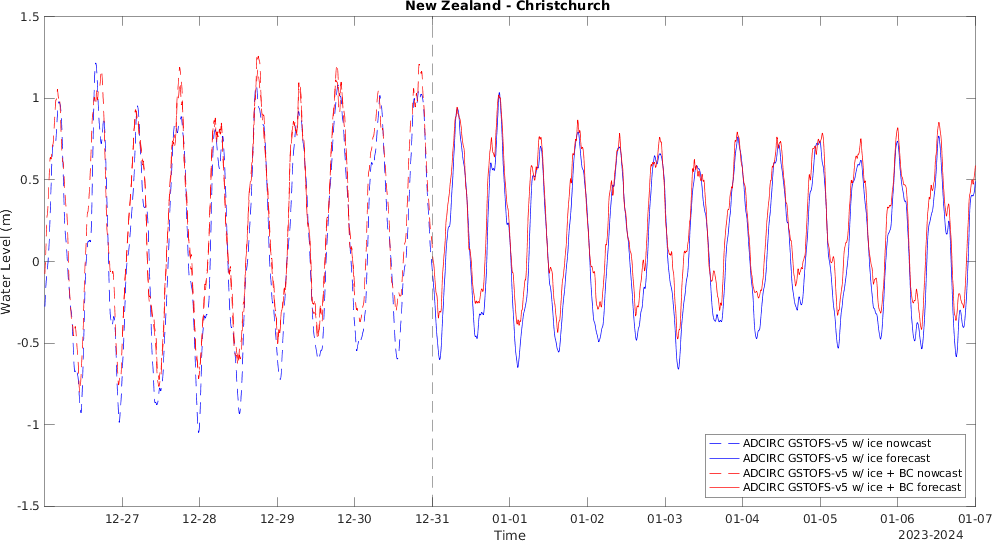 New Zealand - Christchurch
1.5
1
0.5
0
-0.5
-1
-1.5
Water Level (m)
ADCIRC GSTOFS-v5 w/ ice nowcast
ADCIRC GSTOFS-v5 w/ ice forecast
ADCIRC GSTOFS-v5 w/ ice + BC nowcast
ADCIRC GSTOFS-v5 w/ ice + BC forecast
12-27 12-28 12-29 12-30 12-31 01-01 01-02 01-03 01-04 01-05 01-06 01-07
Time
2023-2024